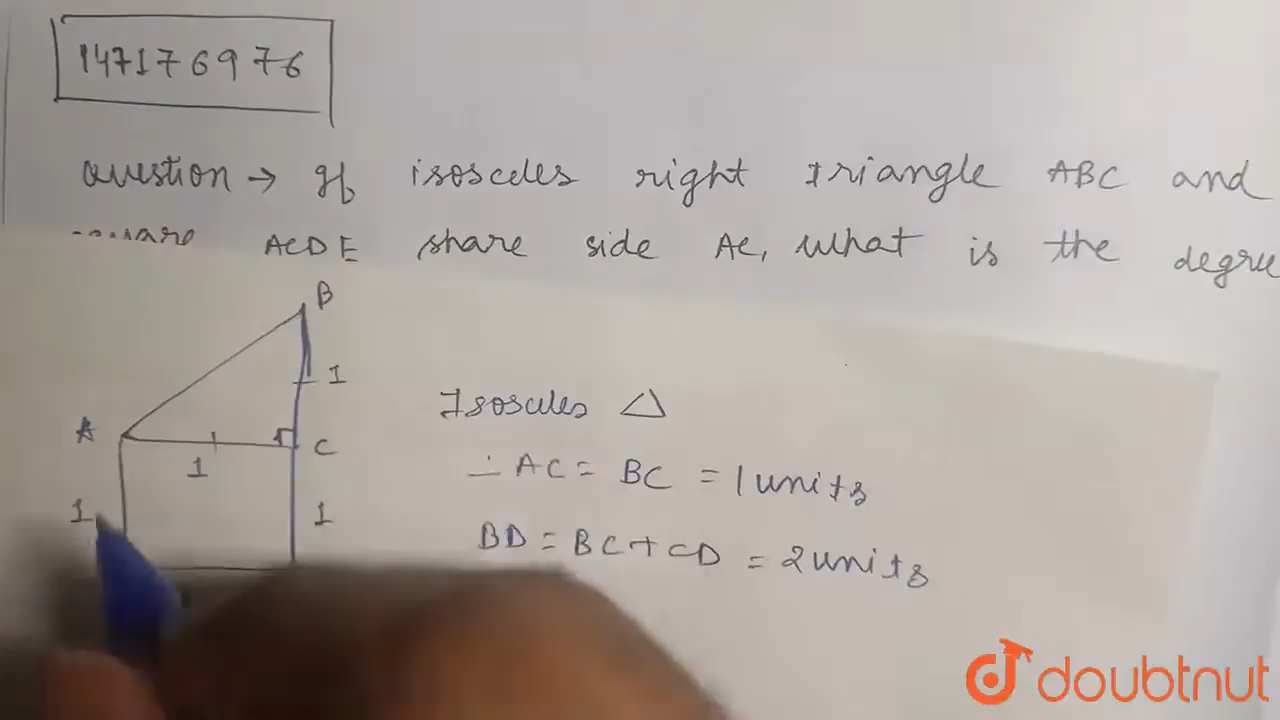 147176976
Question → If isosceles right triangle ABC and
square ACDE share side AC, what is the degree
B
1
A
C
1
1
1
Isosceles △
∴ AC = BC = 1 units
BD = BC + CD = 2 units
doubtnut